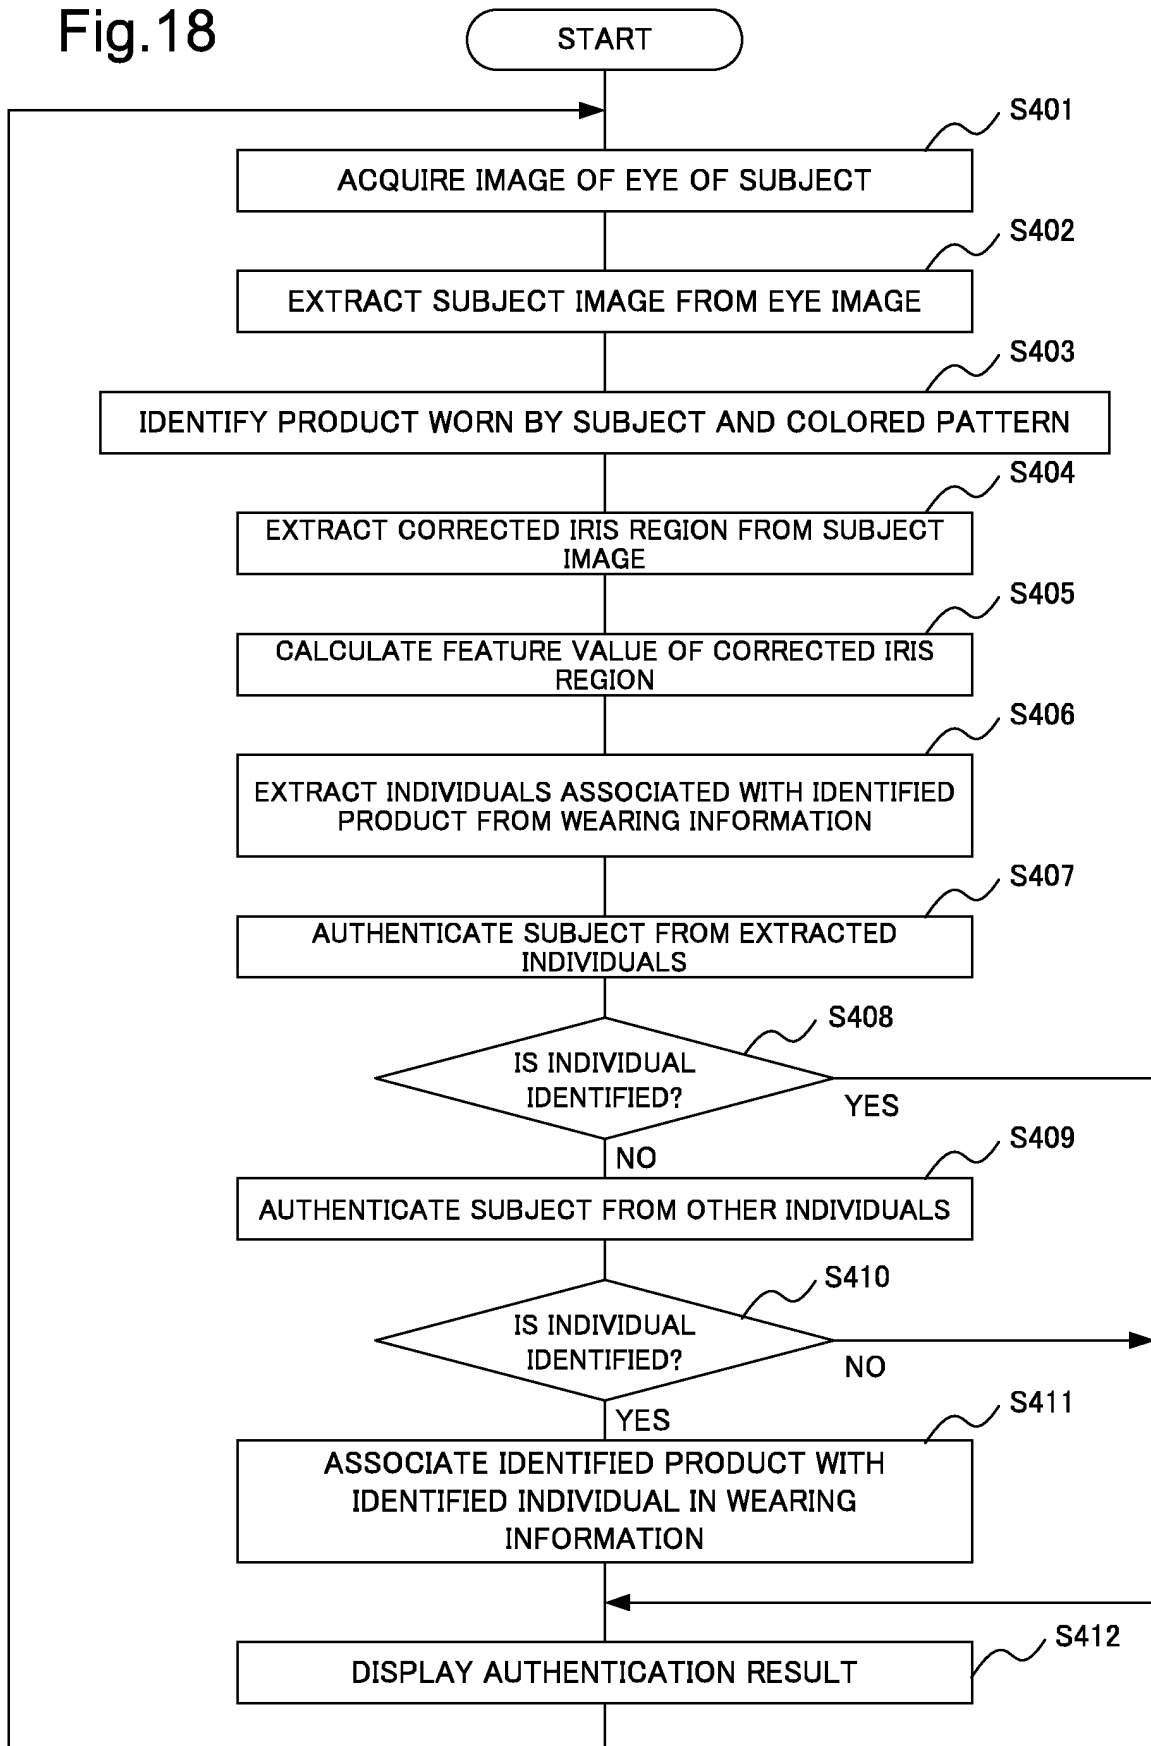 Fig.18
START
S401
ACQUIRE IMAGE OF EYE OF SUBJECT
S402
EXTRACT SUBJECT IMAGE FROM EYE IMAGE
S403
IDENTIFY PRODUCT WORN BY SUBJECT AND COLORED PATTERN
S404
EXTRACT CORRECTED IRIS REGION FROM SUBJECT
IMAGE
S405
CALCULATE FEATURE VALUE OF CORRECTED IRIS
REGION
S406
EXTRACT INDIVIDUALS ASSOCIATED WITH IDENTIFIED
PRODUCT FROM WEARING INFORMATION
S407
AUTHENTICATE SUBJECT FROM EXTRACTED
INDIVIDUALS
S408
IS INDIVIDUAL
IDENTIFIED?
YES
NO
S409
AUTHENTICATE SUBJECT FROM OTHER INDIVIDUALS
S410
IS INDIVIDUAL
IDENTIFIED?
NO
YES
S411
ASSOCIATE IDENTIFIED PRODUCT WITH
IDENTIFIED INDIVIDUAL IN WEARING
INFORMATION
S412
DISPLAY AUTHENTICATION RESULT